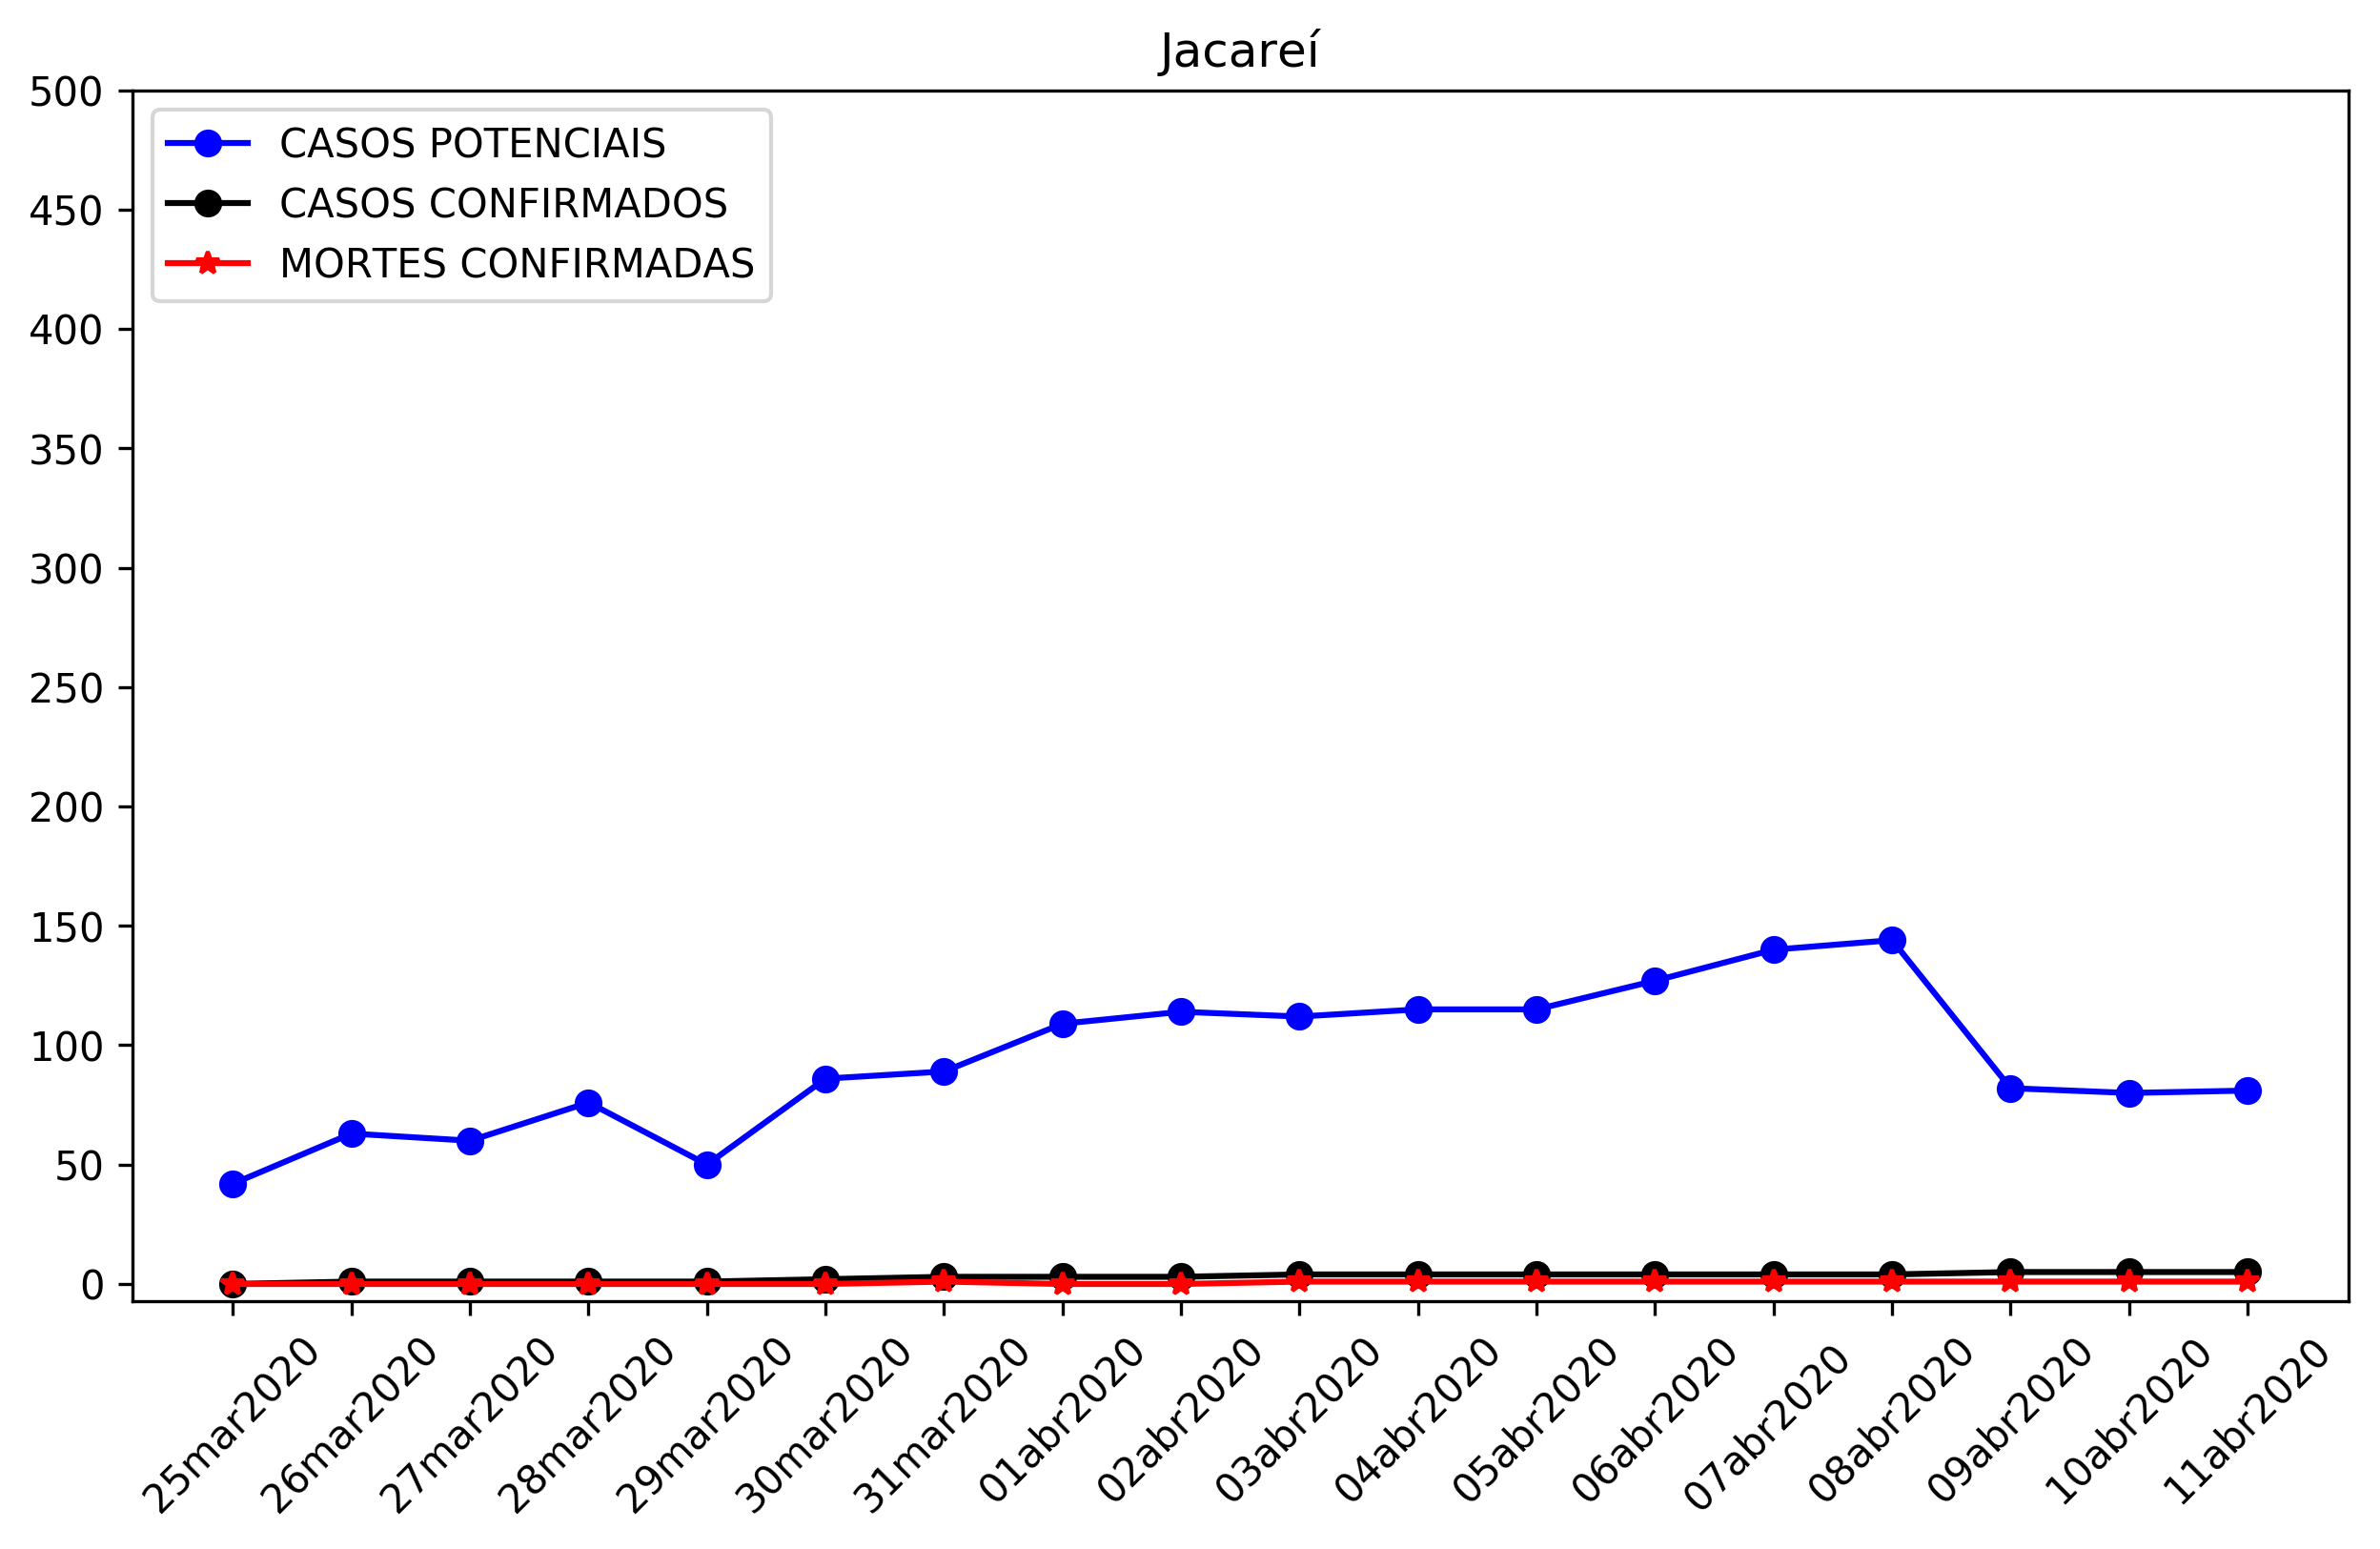 Jacareí
CASOS POTENCIAIS
CASOS CONFIRMADOS
MORTES CONFIRMADAS
500
450
400
350
300
250
200
150
100
50
0
25mar2020
26mar2020
27mar2020
28mar2020
29mar2020
30mar2020
31mar2020
01abr2020
02abr2020
03abr2020
04abr2020
05abr2020
06abr2020
07abr2020
08abr2020
09abr2020
10abr2020
11abr2020